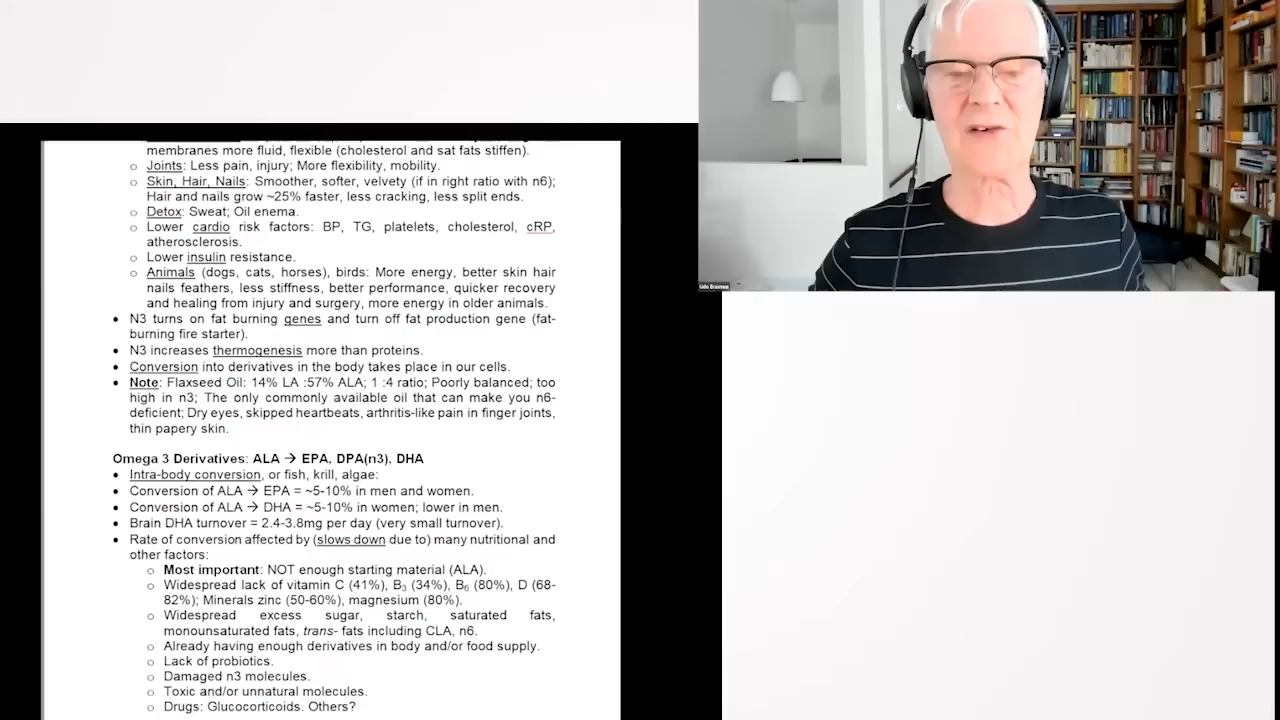 membranes more fluid, flexible (cholesterol and sat fats stiffen).
o Joints: Less pain, injury; More flexibility, mobility.
o Skin, Hair, Nails: Smoother, softer, velvety (if in right ratio with n6);
Hair and nails grow ~25% faster, less cracking, less split ends.
o Detox: Sweat; Oil enema.
o Lower cardio risk factors: BP, TG, platelets, cholesterol, cRP,
atherosclerosis.
o Lower insulin resistance.
o Animals (dogs, cats, horses), birds: More energy, better skin hair
nails feathers, less stiffness, better performance, quicker recovery
and healing from injury and surgery, more energy in older animals.
• N3 turns on fat burning genes and turn off fat production gene (fat-
burning fire starter).
• N3 increases thermogenesis more than proteins.
• Conversion into derivatives in the body takes place in our cells.
• Note: Flaxseed Oil: 14% LA :57% ALA; 1 :4 ratio; Poorly balanced; too
high in n3; The only commonly available oil that can make you n6-
deficient; Dry eyes, skipped heartbeats, arthritis-like pain in finger joints,
thin papery skin.
Omega 3 Derivatives: ALA → EPA, DPA(n3), DHA
• Intra-body conversion, or fish, krill, algae:
• Conversion of ALA → EPA = ~5-10% in men and women.
• Conversion of ALA → DHA = ~5-10% in women; lower in men.
• Brain DHA turnover = 2.4-3.8mg per day (very small turnover).
• Rate of conversion affected by (slows down due to) many nutritional and
other factors:
o Most important: NOT enough starting material (ALA).
o Widespread lack of vitamin C (41%), B3 (34%), B6 (80%), D (68-
82%); Minerals zinc (50-60%), magnesium (80%).
o Widespread excess sugar, starch, saturated fats,
monounsaturated fats, trans- fats including CLA, n6.
o Already having enough derivatives in body and/or food supply.
o Lack of probiotics.
o Damaged n3 molecules.
o Toxic and/or unnatural molecules.
o Drugs: Glucocorticoids. Others?
Udo Erasmus